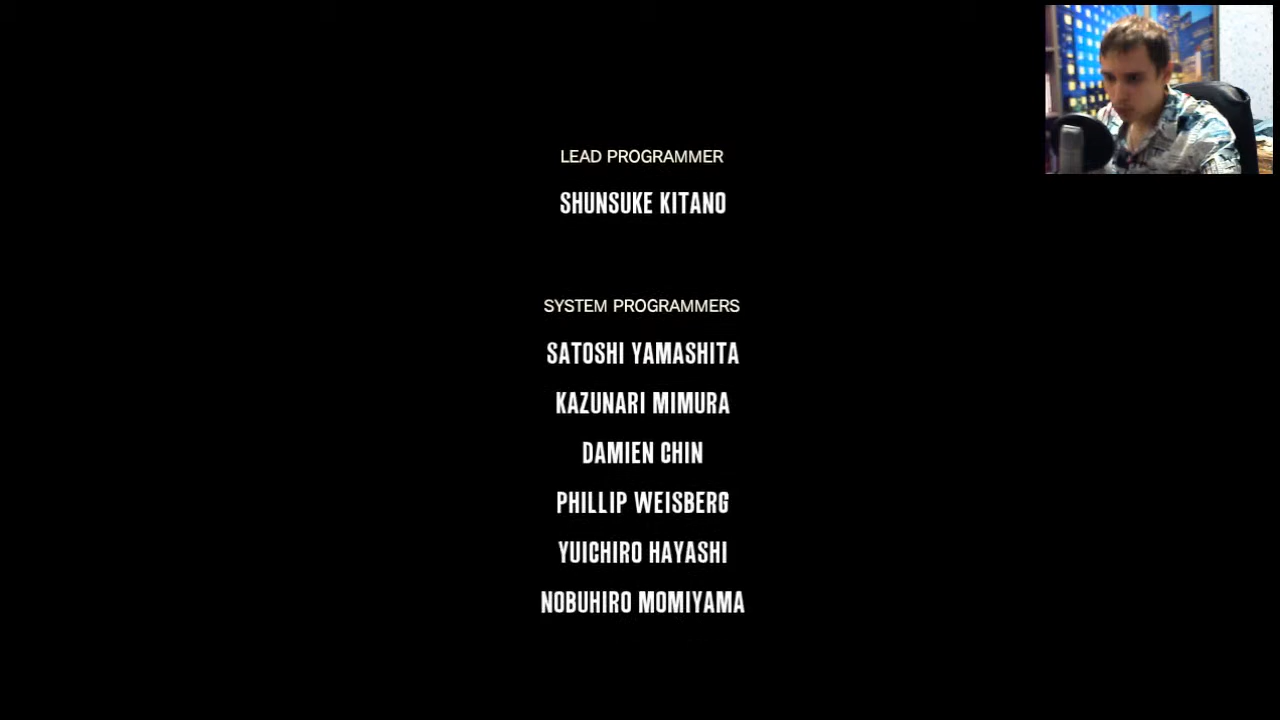 LEAD PROGRAMMER
SHUNSUKE KITANO
SYSTEM PROGRAMMERS
SATOSHI YAMASHITA
KAZUNARI MIMURA
DAMIEN CHIN
PHILLIP WEISBERG
YUICHIRO HAYASHI
NOBUHIRO MOMIYAMA